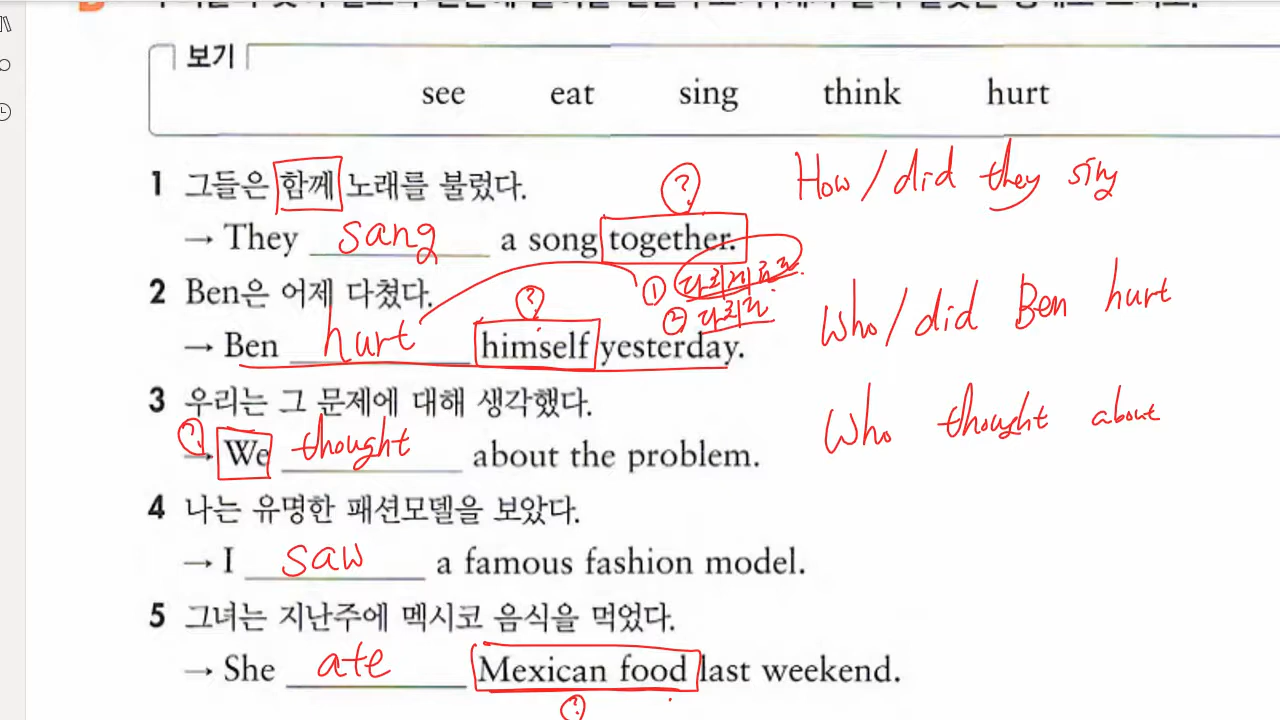 보기
see eat sing think hurt
1 그들은 함께 노래를 불렀다.
? How / did they sing
→ They sang a song together.
2 Ben은 어제 다쳤다.
① 다리게 하다
② 다치다
? Who / did Ben hurt
→ Ben hurt himself yesterday.
3 우리는 그 문제에 대해 생각했다.
? Who thought about
→ We thought about the problem.
4 나는 유명한 패션모델을 보았다.
→ I saw a famous fashion model.
5 그녀는 지난주에 멕시코 음식을 먹었다.
→ She ate Mexican food last weekend.
?